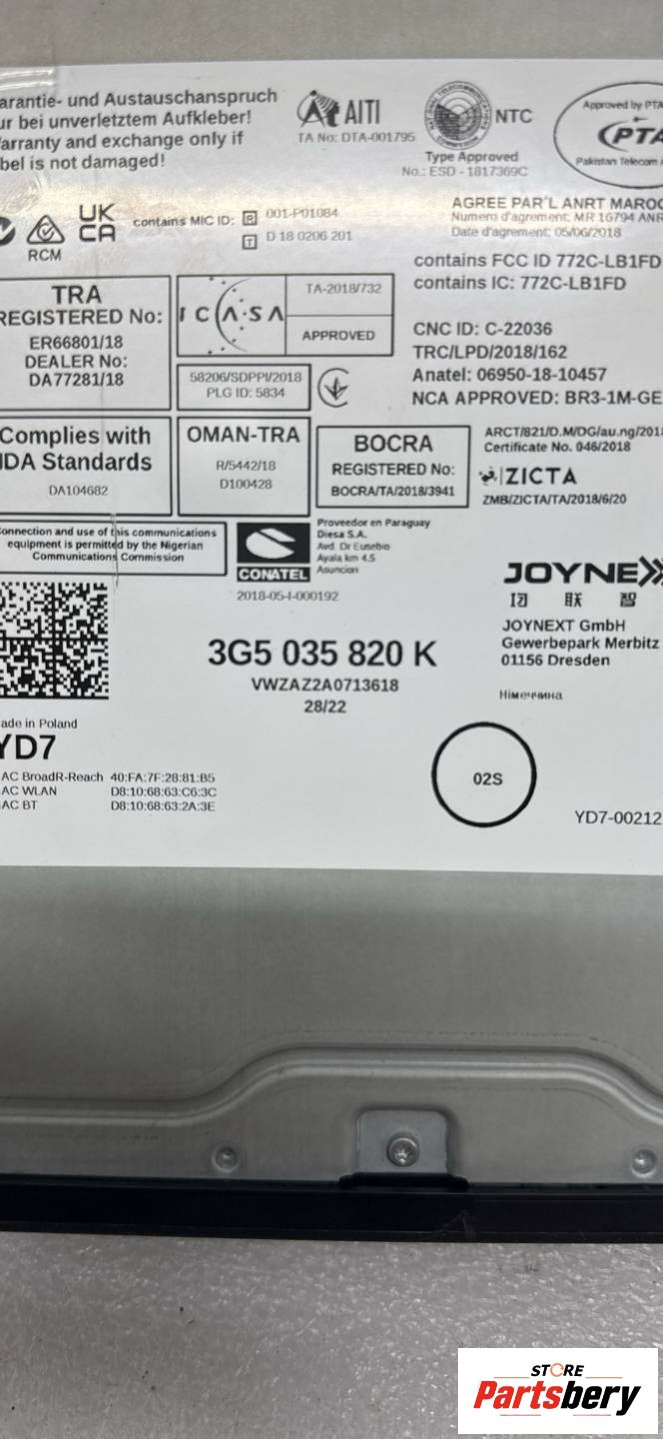 arantie- und Austauschanspruch
ur bei unverletztem Aufkleber!
arranty and exchange only if
bel is not damaged!
AITI
TA No: DTA-001795
NTC
Type Approved
No.: ESD - 1817369C
Approved by PTA
PTA
Pakistan Telecom A
RCM
UK
CA
contains MIC ID: R 001-P01084
T D 18 0206 201
AGREE PAR'L ANRT MAROC
Numero d'agrement: MR 16794 ANR
Date d'agrement: 05/06/2018
contains FCC ID 772C-LB1FD
contains IC: 772C-LB1FD
TRA
REGISTERED No:
ER66801/18
DEALER No:
DA77281/18
ICASA
TA-2018/732
APPROVED
58206/SDPPI/2018
PLG ID: 5834
CNC ID: C-22036
TRC/LPD/2018/162
Anatel: 06950-18-10457
NCA APPROVED: BR3-1M-GE
Complies with
IDA Standards
DA104682
OMAN-TRA
R/5442/18
D100428
BOCRA
REGISTERED No:
BOCRA/TA/2018/3941
ARCT/821/D.M/DG/au.ng/2018
Certificate No. 046/2018
ZICTA
ZMB/ZICTA/TA/2018/6/20
onnection and use of this communications
equipment is permitted by the Nigerian
Communications Commission
CONATEL
2018-05-I-000192
Proveedor en Paraguay
Diesa S.A.
Avd. Dr Eusebio
Ayala km 4.5
Asuncion
JOYNEX
联 智
JOYNEXT GmbH
Gewerbepark Merbitz
01156 Dresden
Німеччина
3G5 035 820 K
VWZAZ2A0713618
28/22
ade in Poland
YD7
AC BroadR-Reach 40:FA:7F:28:81:B5
AC WLAN D8:10:68:63:C6:3C
AC BT D8:10:68:63:2A:3E
02S
YD7-00212
STORE
Partsbery